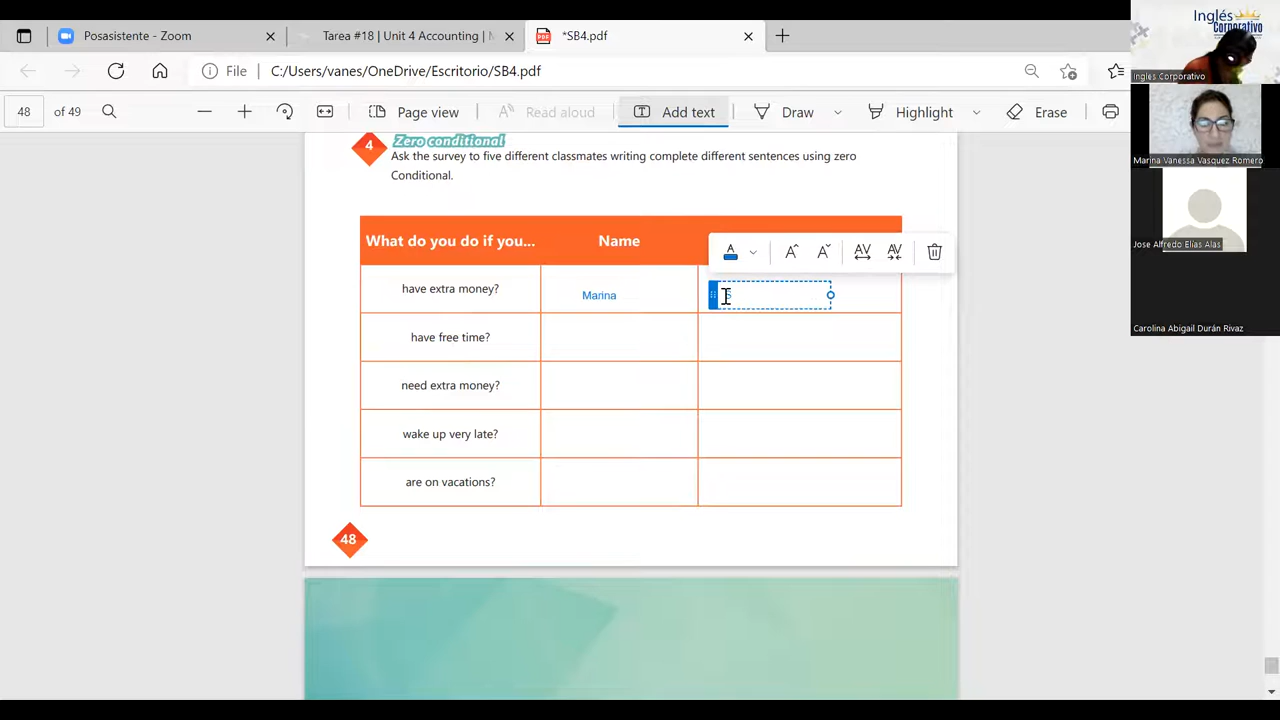 Posasistente - Zoom
Tarea #18 | Unit 4 Accounting | M
*SB4.pdf
File
C:/Users/vanes/OneDrive/Escritorio/SB4.pdf
48 of 49
Page view
Read aloud
Add text
Draw
Highlight
Erase
4 Zero conditional
Ask the survey to five different classmates writing complete different sentences using zero
Conditional.
What do you do if you... Name
have extra money? Marina
have free time?
need extra money?
wake up very late?
are on vacations?
48
Inglés
Corporativo
Ingles Corporativo
Marina Vanessa Vasquez Romero
Jose Alfredo Elias Alas
Carolina Abigail Durán Rivaz